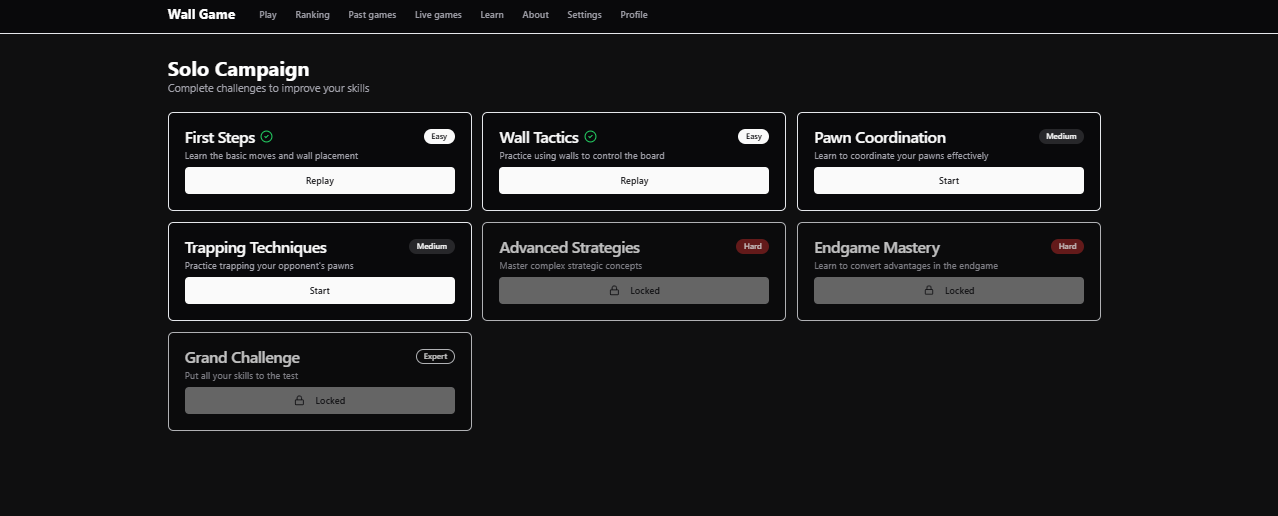 Wall Game Play Ranking Past games Live games Learn About Settings Profile
Solo Campaign
Complete challenges to improve your skills
First Steps Easy
Learn the basic moves and wall placement
Replay
Wall Tactics Easy
Practice using walls to control the board
Replay
Pawn Coordination Medium
Learn to coordinate your pawns effectively
Start
Trapping Techniques Medium
Practice trapping your opponent's pawns
Start
Advanced Strategies Hard
Master complex strategic concepts
Locked
Endgame Mastery Hard
Learn to convert advantages in the endgame
Locked
Grand Challenge Expert
Put all your skills to the test
Locked